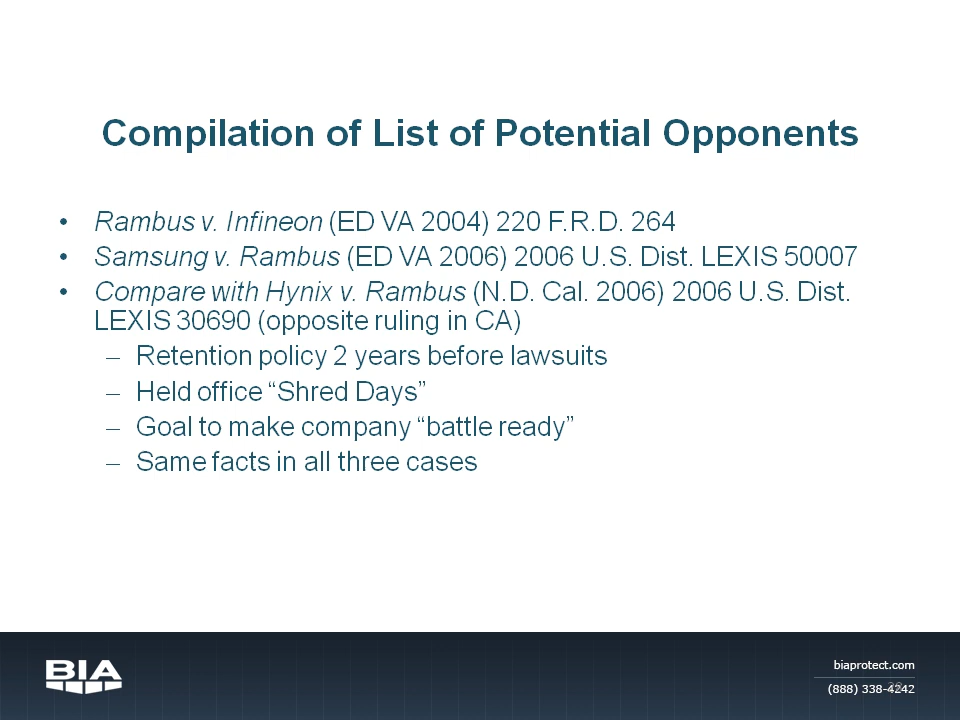 Compilation of List of Potential Opponents
• Rambus v. Infineon (ED VA 2004) 220 F.R.D. 264
• Samsung v. Rambus (ED VA 2006) 2006 U.S. Dist. LEXIS 50007
• Compare with Hynix v. Rambus (N.D. Cal. 2006) 2006 U.S. Dist.
LEXIS 30690 (opposite ruling in CA)
– Retention policy 2 years before lawsuits
– Held office “Shred Days”
– Goal to make company “battle ready”
– Same facts in all three cases
BIA
biaprotect.com
(888) 338-4242